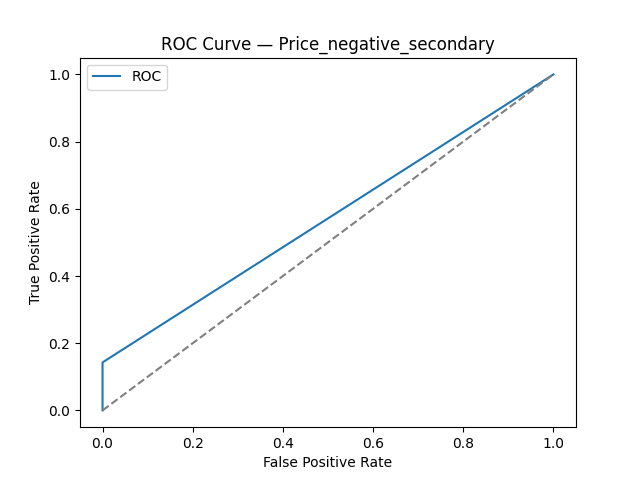 ROC Curve — Price_negative_secondary
ROC
True Positive Rate
1.0
0.8
0.6
0.4
0.2
0.0
0.0 0.2 0.4 0.6 0.8 1.0
False Positive Rate